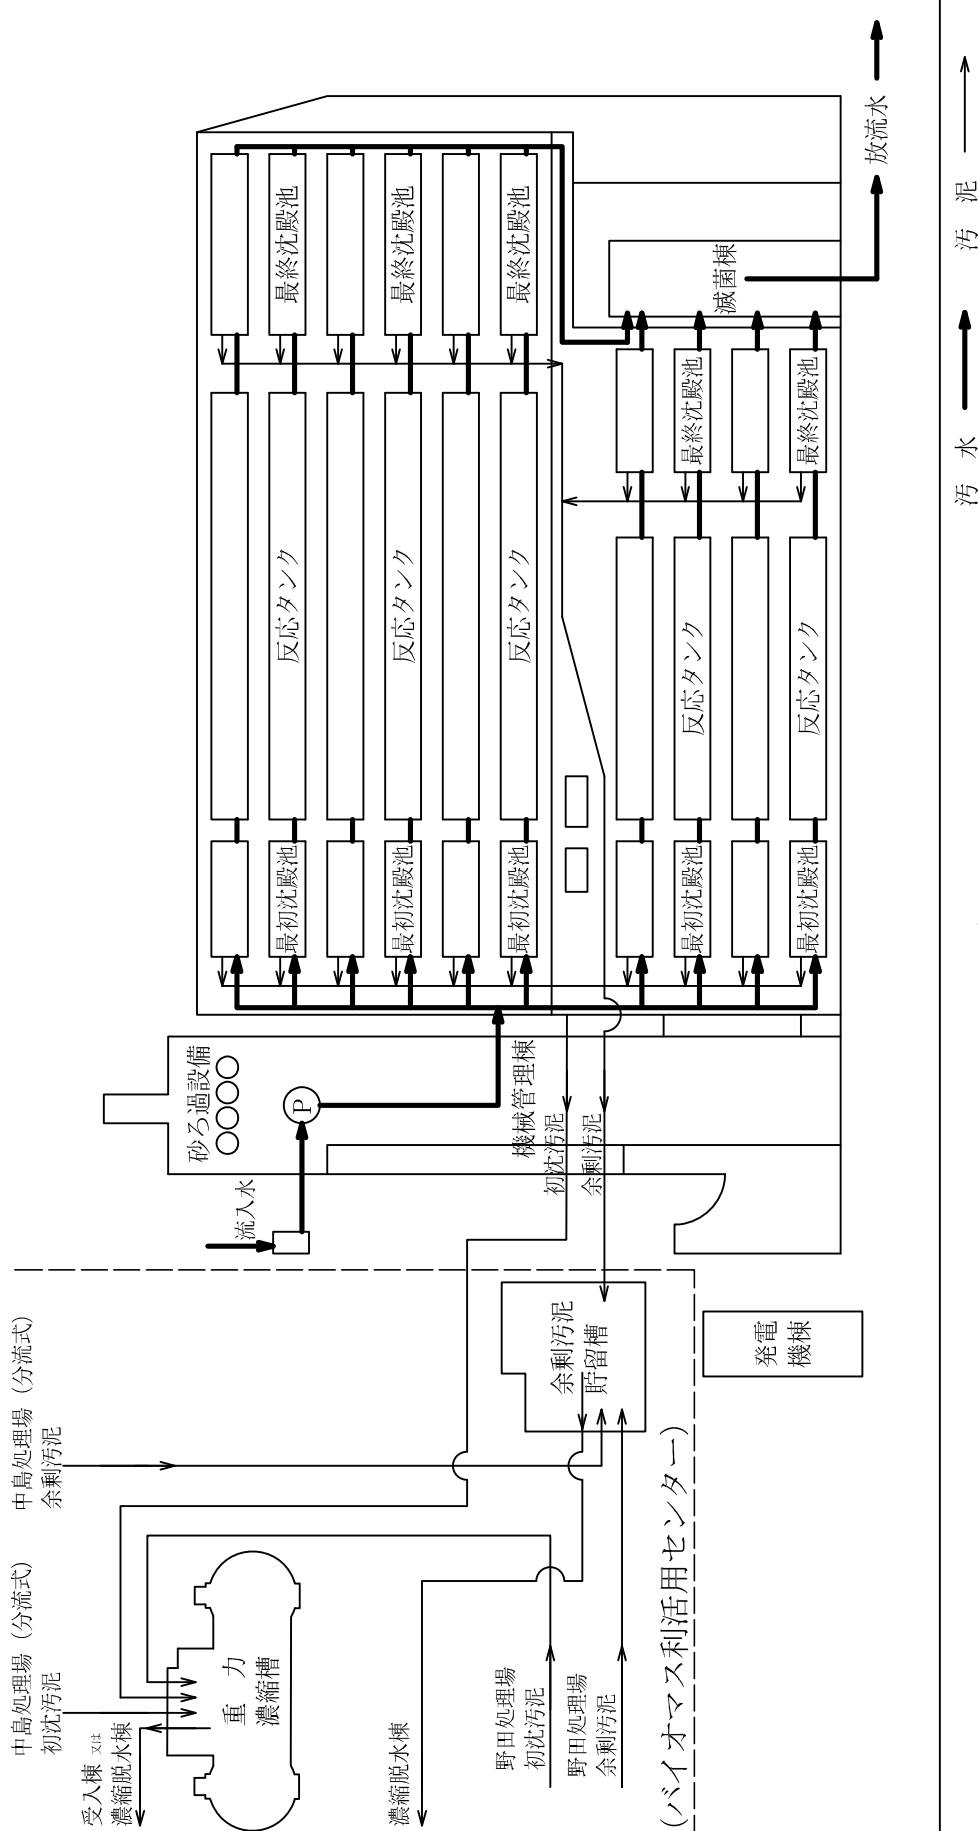 中島処理場（分流式）
初沈汚泥
中島処理場（分流式）
余剰汚泥
受入棟 又は
濃縮脱水棟
重　力
濃縮槽
濃縮脱水棟
野田処理場
初沈汚泥
野田処理場
余剰汚泥
（バイオマス利活用センター）
余剰汚泥
貯留槽
発電
機棟
流入水
砂ろ過設備
P
機械管理棟
初沈汚泥
余剰汚泥
最初沈殿池
反応タンク
最終沈殿池
最初沈殿池
反応タンク
最終沈殿池
最初沈殿池
反応タンク
最終沈殿池
最初沈殿池
反応タンク
最終沈殿池
最初沈殿池
反応タンク
最終沈殿池
滅菌棟
放流水
汚　水
汚　泥